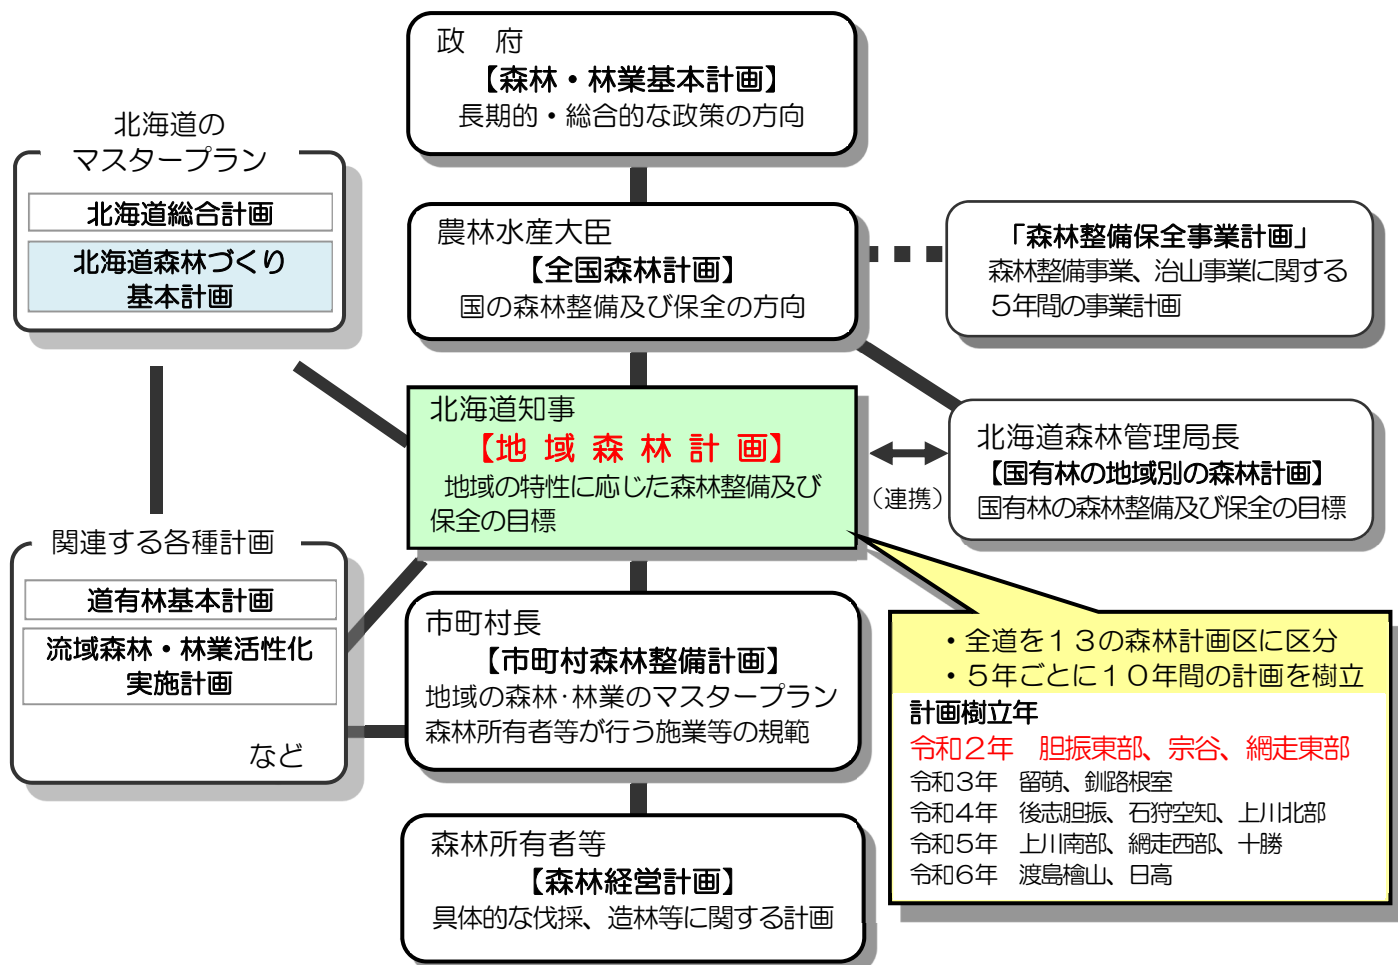 政　府
【森林・林業基本計画】
長期的・総合的な政策の方向
北海道の
マスタープラン
北海道総合計画
北海道森林づくり
基本計画
農林水産大臣
【全国森林計画】
国の森林整備及び保全の方向
「森林整備保全事業計画」
森林整備事業、治山事業に関する
５年間の事業計画
北海道知事
【地 域 森 林 計 画】
地域の特性に応じた森林整備及び
保全の目標
（連携）
北海道森林管理局長
【国有林の地域別の森林計画】
国有林の森林整備及び保全の目標
関連する各種計画
道有林基本計画
流域森林・林業活性化
実施計画
など
市町村長
【市町村森林整備計画】
地域の森林・林業のマスタープラン
森林所有者等が行う施業等の規範
・全道を１３の森林計画区に区分
・５年ごとに１０年間の計画を樹立
計画樹立年
令和２年　胆振東部、宗谷、網走東部
令和３年　留萌、釧路根室
令和４年　後志胆振、石狩空知、上川北部
令和５年　上川南部、網走西部、十勝
令和６年　渡島檜山、日高
森林所有者等
【森林経営計画】
具体的な伐採、造林等に関する計画